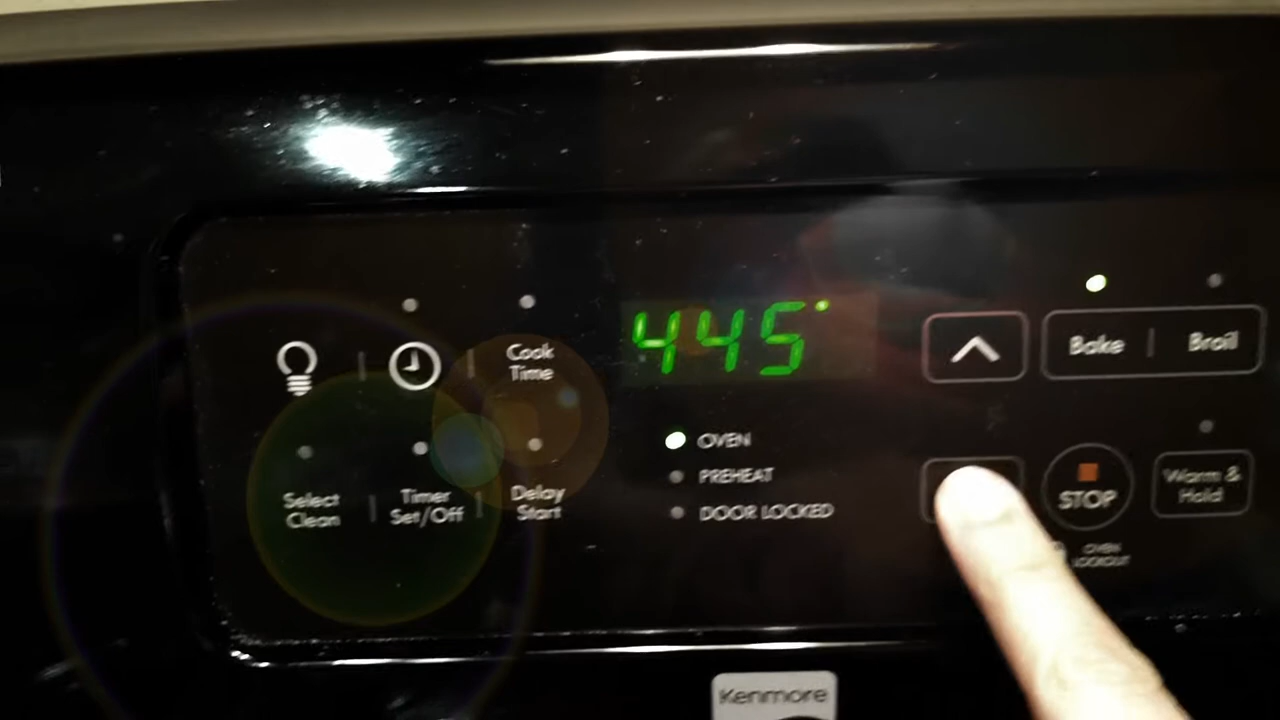 445°
Cook
Time
Bake
Broil
OVEN
PREHEAT
DOOR LOCKED
Select
Clean
Timer
Set/Off
Delay
Start
STOP
Warm &
Hold
OVEN
LOCKOUT
Kenmore